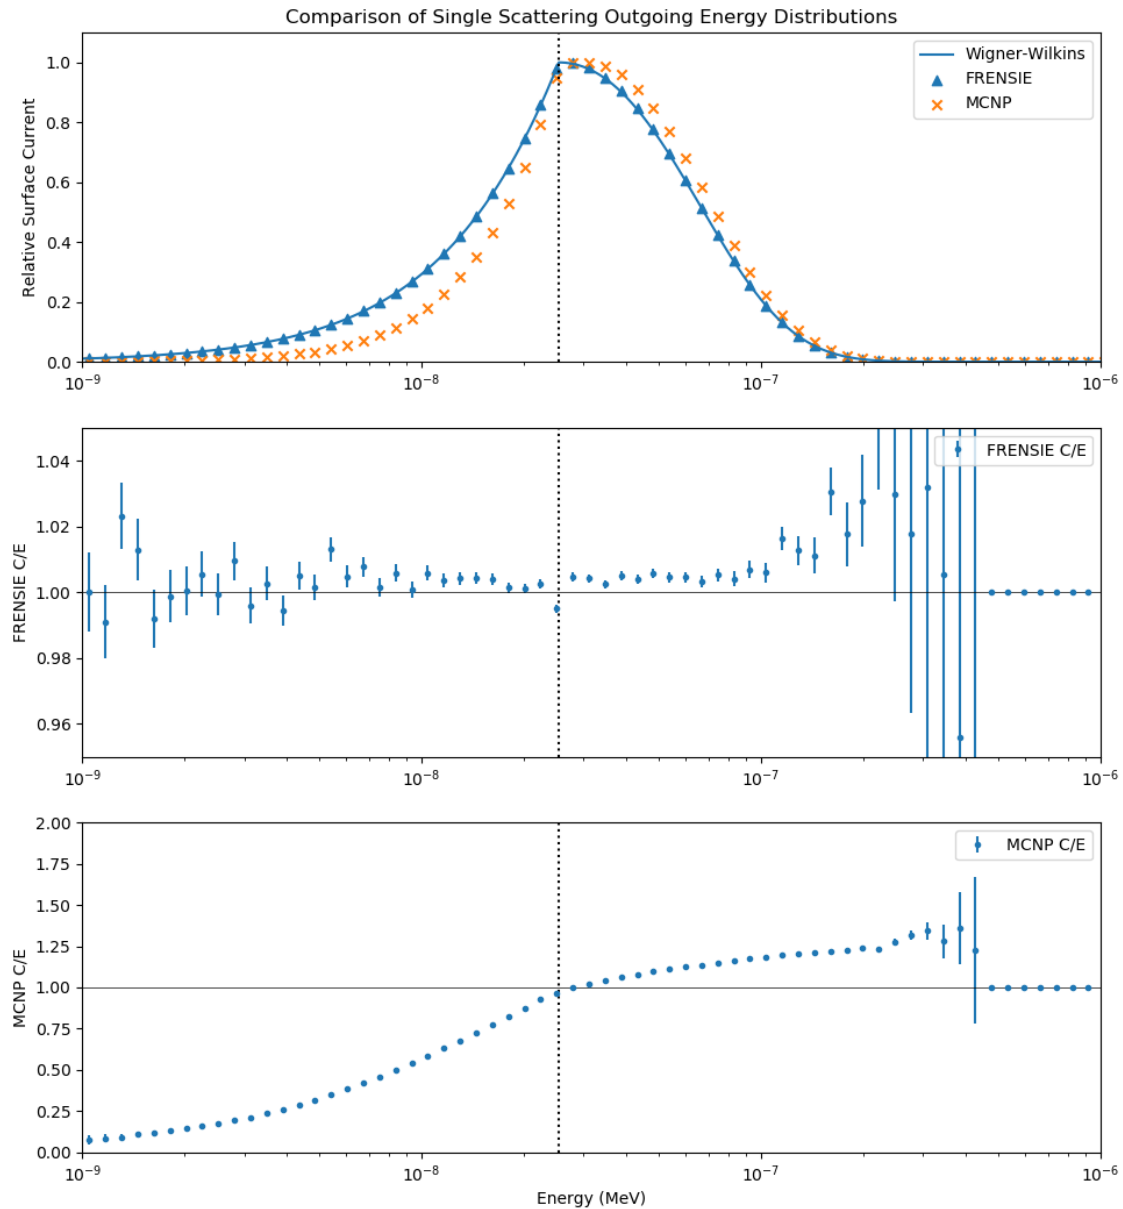 Comparison of Single Scattering Outgoing Energy Distributions
Relative Surface Current
1.0
0.8
0.6
0.4
0.2
0.0
Wigner-Wilkins
FRENSIE
MCNP
10⁻⁹ 10⁻⁸ 10⁻⁷ 10⁻⁶
FRENSIE C/E
1.04
1.02
1.00
0.98
0.96
FRENSIE C/E
10⁻⁹ 10⁻⁸ 10⁻⁷ 10⁻⁶
MCNP C/E
2.00
1.75
1.50
1.25
1.00
0.75
0.50
0.25
0.00
MCNP C/E
10⁻⁹ 10⁻⁸ 10⁻⁷ 10⁻⁶
Energy (MeV)